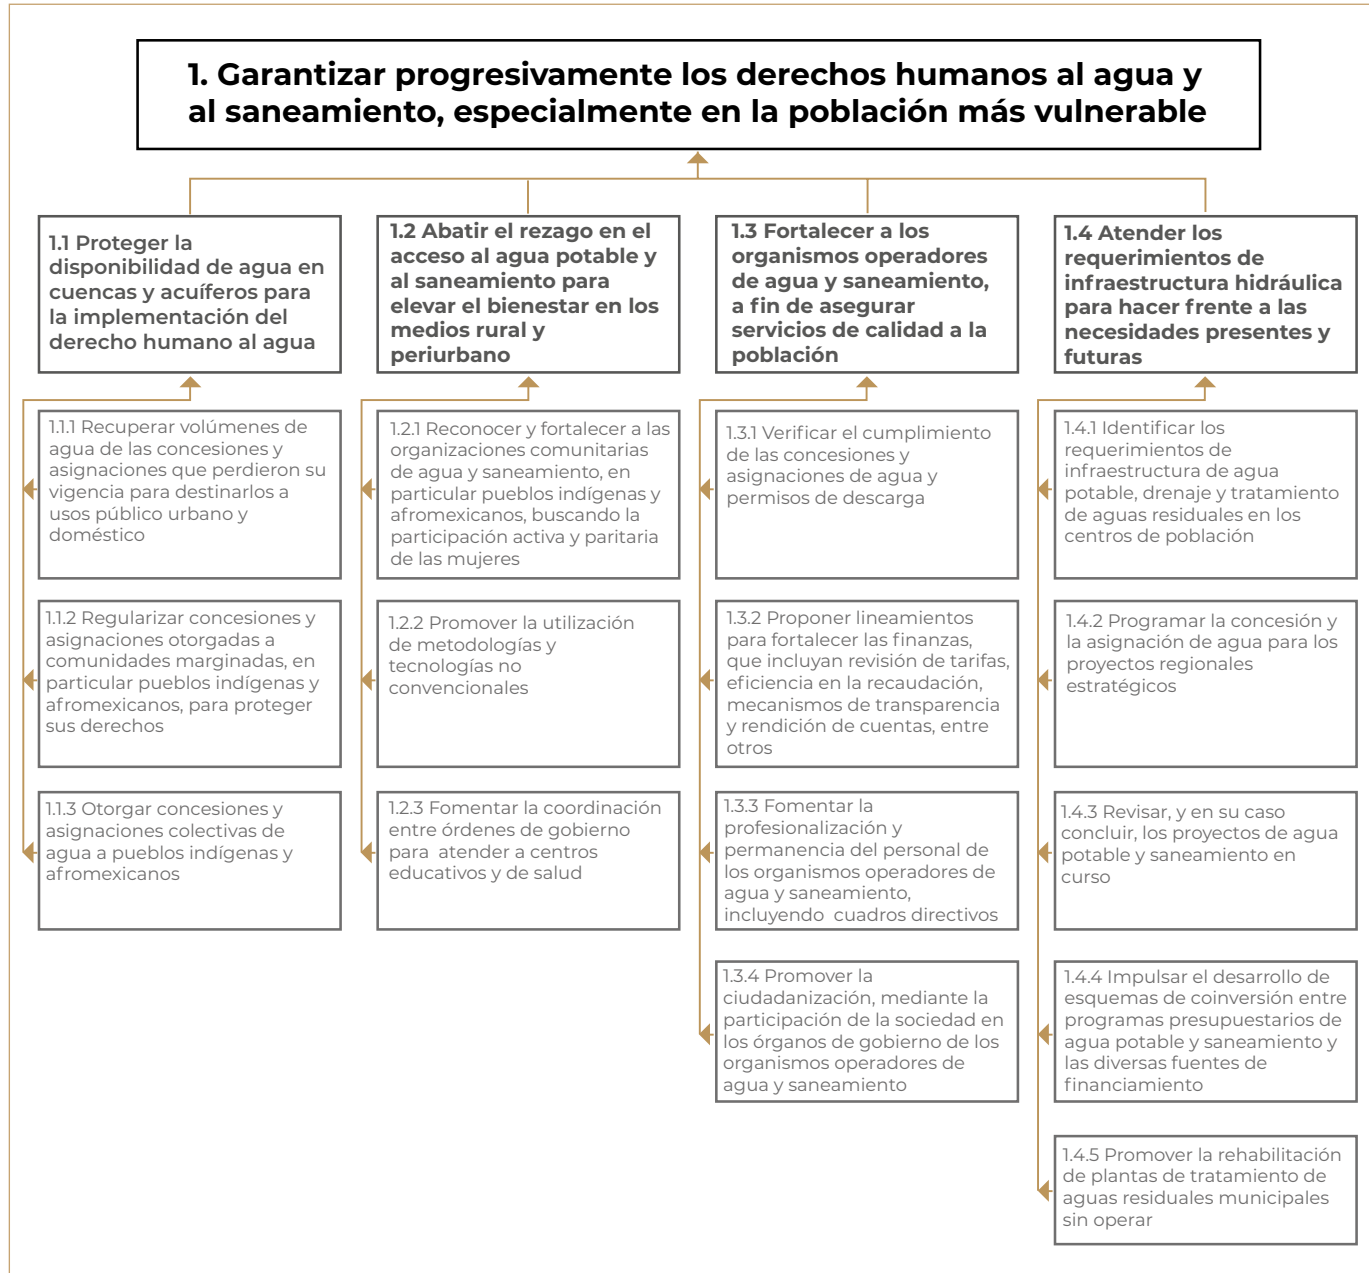 1. Garantizar progresivamente los derechos humanos al agua y
al saneamiento, especialmente en la población más vulnerable
1.1 Proteger la
disponibilidad de agua en
cuencas y acuíferos para
la implementación del
derecho humano al agua
1.1.1 Recuperar volúmenes de
agua de las concesiones y
asignaciones que perdieron su
vigencia para destinarlos a
usos público urbano y
doméstico
1.1.2 Regularizar concesiones y
asignaciones otorgadas a
comunidades marginadas, en
particular pueblos indígenas y
afromexicanos, para proteger
sus derechos
1.1.3 Otorgar concesiones y
asignaciones colectivas de
agua a pueblos indígenas y
afromexicanos
1.2 Abatir el rezago en el
acceso al agua potable y
al saneamiento para
elevar el bienestar en los
medios rural y
periurbano
1.2.1 Reconocer y fortalecer a las
organizaciones comunitarias
de agua y saneamiento, en
particular pueblos indígenas y
afromexicanos, buscando la
participación activa y paritaria
de las mujeres
1.2.2 Promover la utilización
de metodologías y
tecnologías no
convencionales
1.2.3 Fomentar la coordinación
entre órdenes de gobierno
para atender a centros
educativos y de salud
1.3 Fortalecer a los
organismos operadores
de agua y saneamiento,
a fin de asegurar
servicios de calidad a la
población
1.3.1 Verificar el cumplimiento
de las concesiones y
asignaciones de agua y
permisos de descarga
1.3.2 Proponer lineamientos
para fortalecer las finanzas,
que incluyan revisión de tarifas,
eficiencia en la recaudación,
mecanismos de transparencia
y rendición de cuentas, entre
otros
1.3.3 Fomentar la
profesionalización y
permanencia del personal de
los organismos operadores de
agua y saneamiento,
incluyendo cuadros directivos
1.3.4 Promover la
ciudadanización, mediante la
participación de la sociedad en
los órganos de gobierno de los
organismos operadores de
agua y saneamiento
1.4 Atender los
requerimientos de
infraestructura hidráulica
para hacer frente a las
necesidades presentes y
futuras
1.4.1 Identificar los
requerimientos de
infraestructura de agua
potable, drenaje y tratamiento
de aguas residuales en los
centros de población
1.4.2 Programar la concesión y
la asignación de agua para los
proyectos regionales
estratégicos
1.4.3 Revisar, y en su caso
concluir, los proyectos de agua
potable y saneamiento en
curso
1.4.4 Impulsar el desarrollo de
esquemas de coinversión entre
programas presupuestarios de
agua potable y saneamiento y
las diversas fuentes de
financiamiento
1.4.5 Promover la rehabilitación
de plantas de tratamiento de
aguas residuales municipales
sin operar